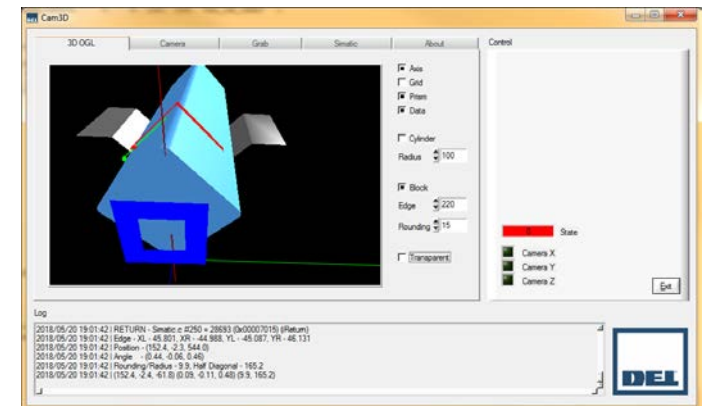 Cam3D
3D OGL
Camera
Grab
Simatic
About
Control
Axis
Grid
Prism
Data
Cylinder
Radius 100
Block
Edge 220
Rounding 15
Transparent
State
Camera X
Camera Y
Camera Z
Exit
Log
2018/05/20 19:01:42 | RETURN - Simatic.c #250 = 28693 (0x00007015) (iReturn)
2018/05/20 19:01:42 | Edge - XL - 45.801, XR - -44.988, YL - -45.087, YR - 46.131
2018/05/20 19:01:42 | Position - (152.4, -2.3, 544.0)
2018/05/20 19:01:42 | Angle - (0.44, -0.06, 0.46)
2018/05/20 19:01:42 | Rounding/Radius - 9.9, Half Diagonal - 165.2
2018/05/20 19:01:42 | (152.4, -2.4, -61.8) (0.09, -0.11, 0.48) (9.9, 165.2)
DEL